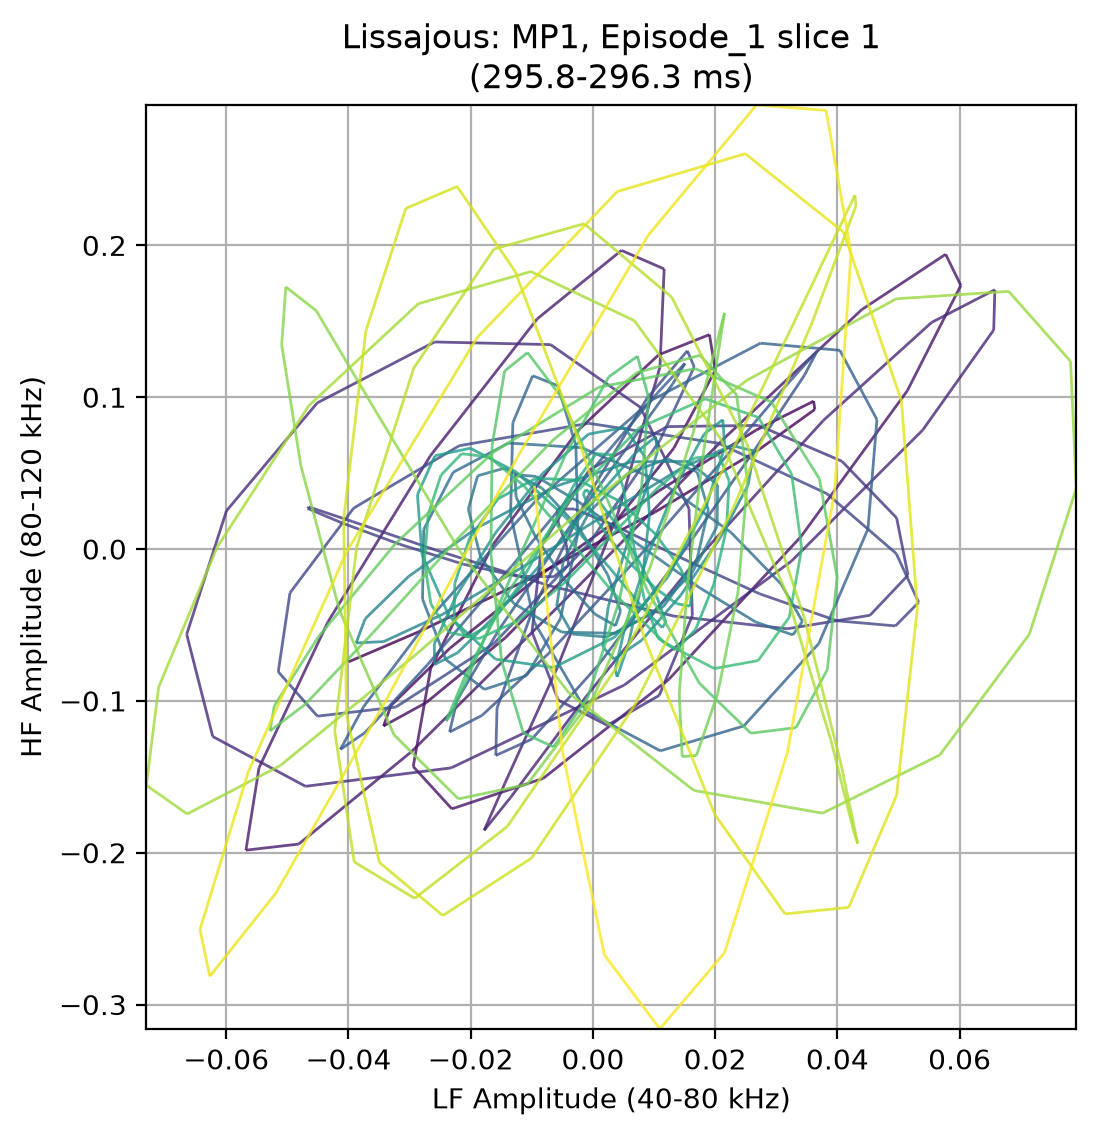 Lissajous: MP1, Episode_1 slice 1
(295.8-296.3 ms)
HF Amplitude (80-120 kHz)
0.2
0.1
0.0
−0.1
−0.2
−0.3
−0.06 −0.04 −0.02 0.00 0.02 0.04 0.06
LF Amplitude (40-80 kHz)